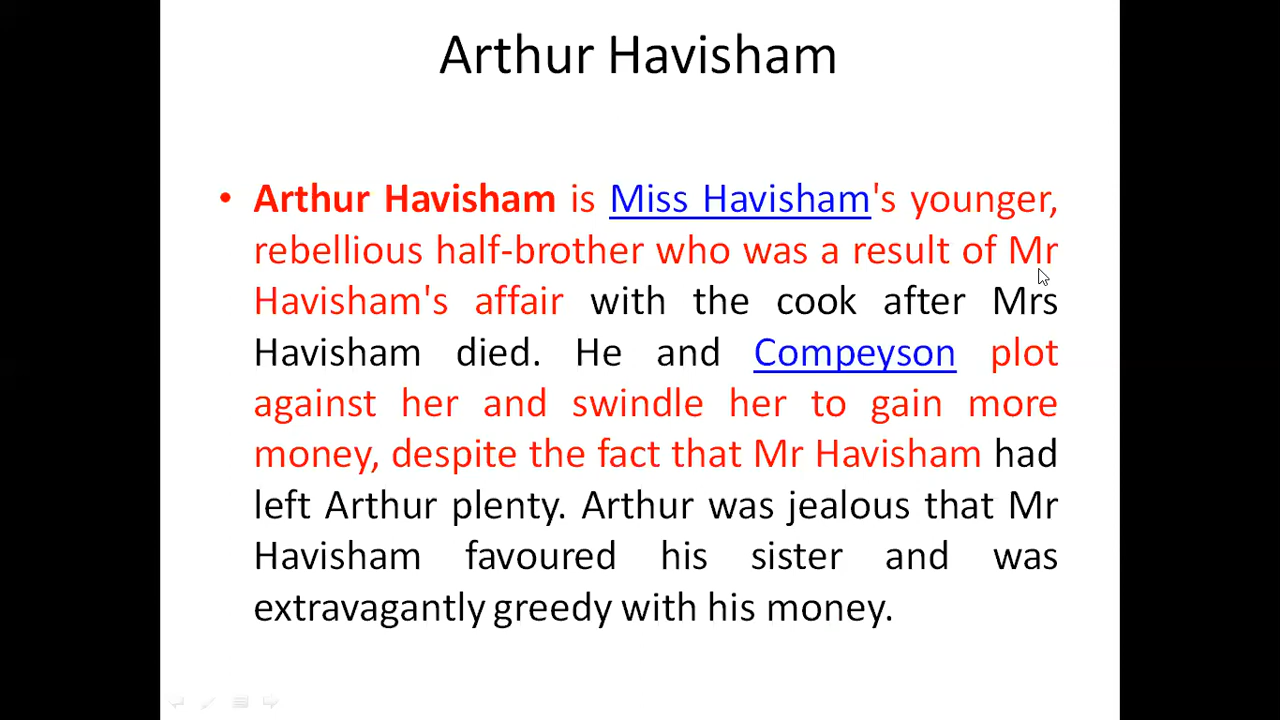 Arthur Havisham
• Arthur Havisham is Miss Havisham's younger,
rebellious half-brother who was a result of Mr
Havisham's affair with the cook after Mrs
Havisham died. He and Compeyson plot
against her and swindle her to gain more
money, despite the fact that Mr Havisham had
left Arthur plenty. Arthur was jealous that Mr
Havisham favoured his sister and was
extravagantly greedy with his money.